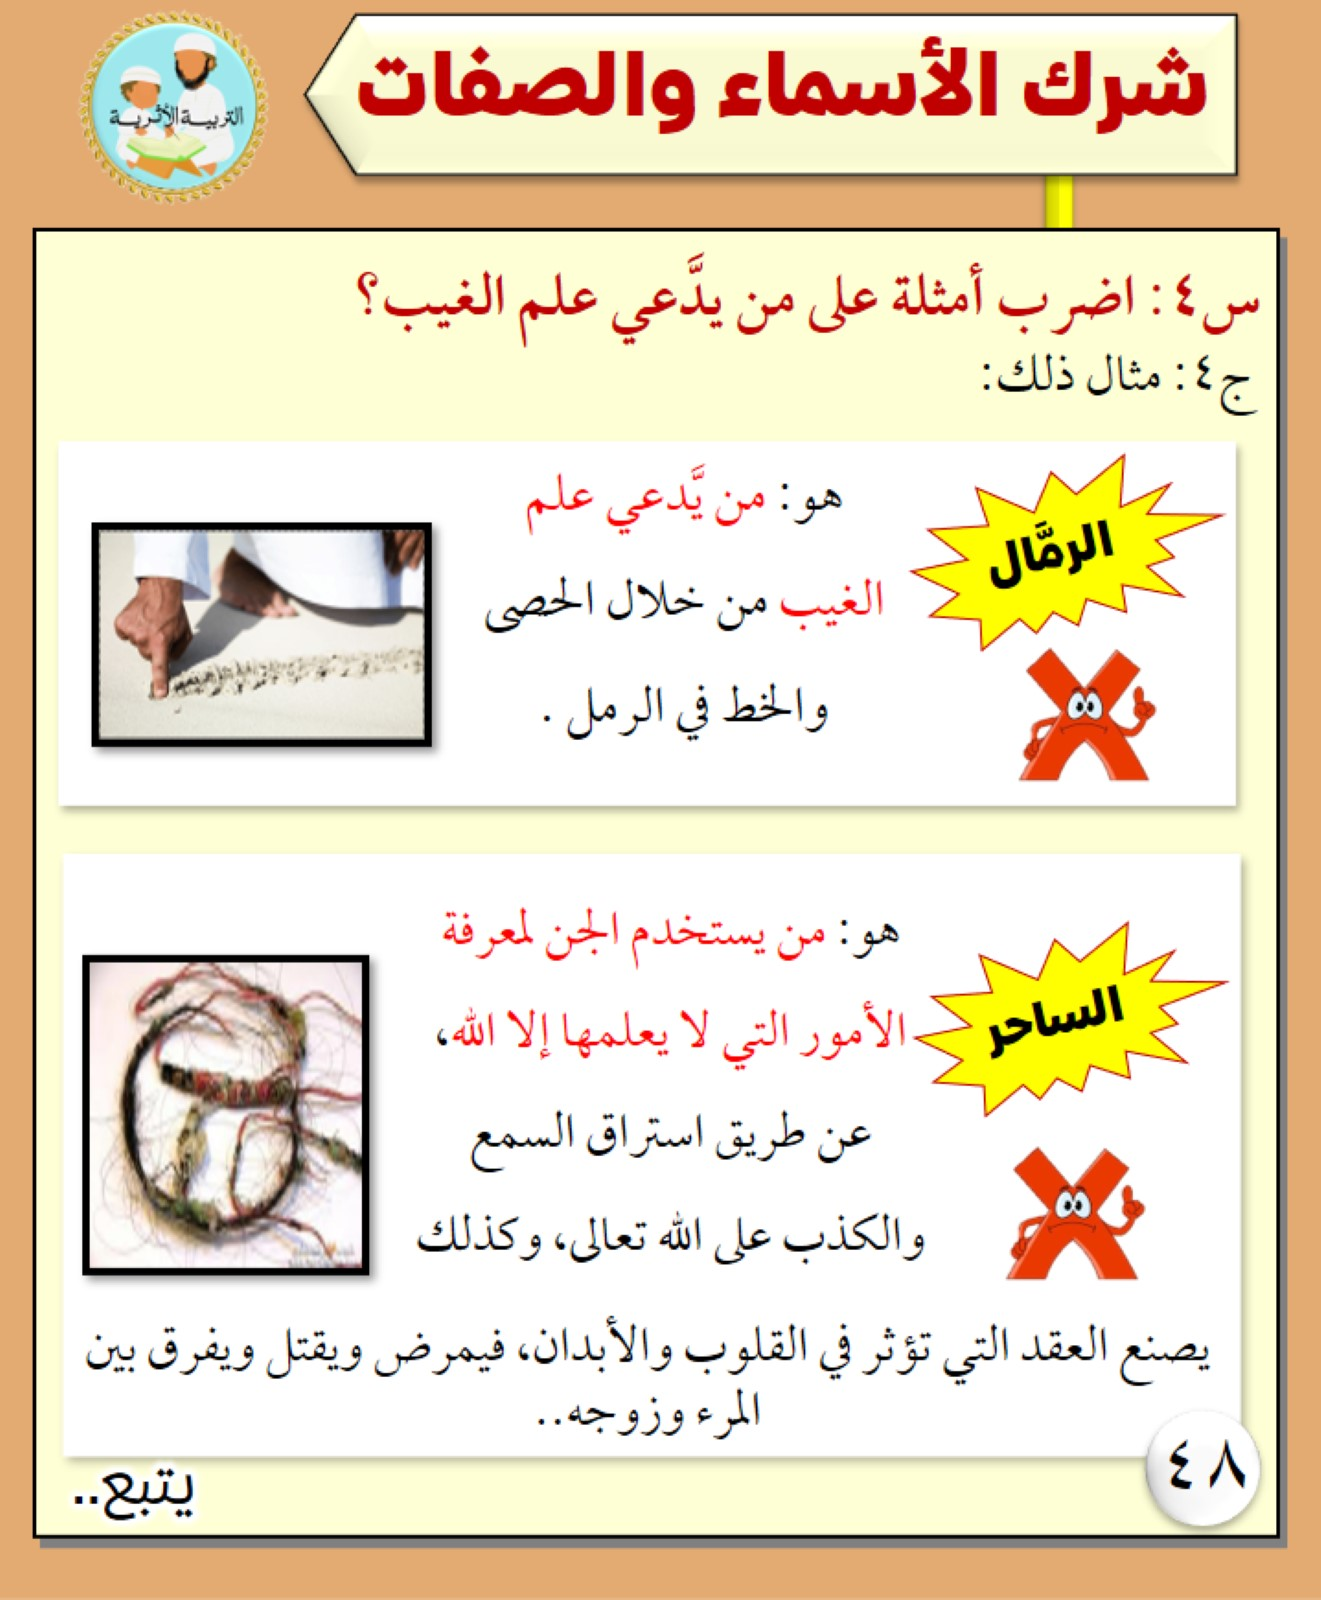 شرك الأسماء والصفات
التربيـة الأثريـة
س٤: اضرب أمثلة على من يدَّعي علم الغيب؟
ج٤: مثال ذلك:
الرمَّال
هو: من يَّدعي علم
الغيب من خلال الحصى
والخط في الرمل .
الساحر
هو: من يستخدم الجن لمعرفة
الأمور التي لا يعلمها إلا الله،
عن طريق استراق السمع
والكذب على الله تعالى، وكذلك
يصنع العقد التي تؤثر في القلوب والأبدان، فيمرض ويقتل ويفرق بين
المرء وزوجه..
٤٨
يتبع..